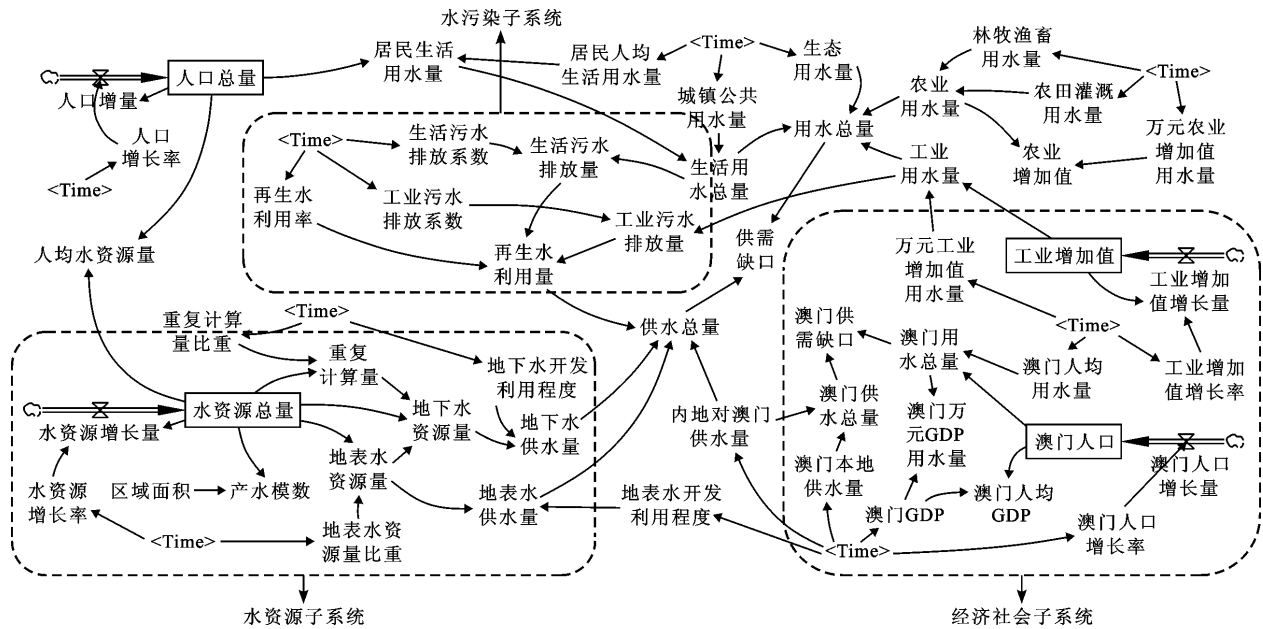 水污染子系统
居民生活
用水量
居民人均
生活用水量
<Time>
生态
用水量
林牧渔畜
用水量
<Time>
人口总量
人口增量
人口
增长率
<Time>
城镇公共
用水量
用水总量
农业
用水量
农田灌溉
用水量
万元农业
增加值
用水量
农业
增加值
工业
用水量
<Time>
生活污水
排放系数
生活污水
排放量
生活用
水总量
再生水
利用率
工业污水
排放系数
工业污水
排放量
再生水
利用量
供需
缺口
人均水资源量
万元工业
增加值
用水量
工业增加值
工业增加
值增长量
<Time>
工业增加
值增长率
重复计算
量比重
<Time>
供水总量
澳门供
需缺口
澳门用
水总量
澳门人均
用水量
重复
计算量
地下水开发
利用程度
水资源总量
水资源增长量
地下水
资源量
地下水
供水量
内地对澳门
供水量
澳门供
水总量
澳门万
元GDP
用水量
澳门人口
澳门人口
增长量
地表水
资源量
区域面积
产水模数
水资源
增长率
地表水
供水量
地表水开发
利用程度
澳门本地
供水量
澳门GDP
澳门人均
GDP
澳门人口
增长率
<Time>
地表水资
源量比重
<Time>
水资源子系统
经济社会子系统